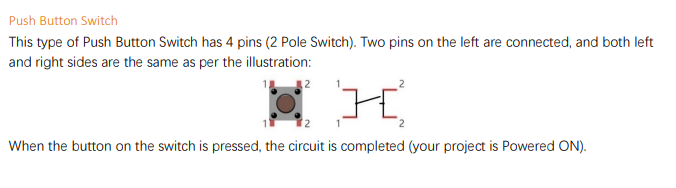 Push Button Switch
This type of Push Button Switch has 4 pins (2 Pole Switch). Two pins on the left are connected, and both left
and right sides are the same as per the illustration:
1 2 1 2
1 2 1 2
When the button on the switch is pressed, the circuit is completed (your project is Powered ON).